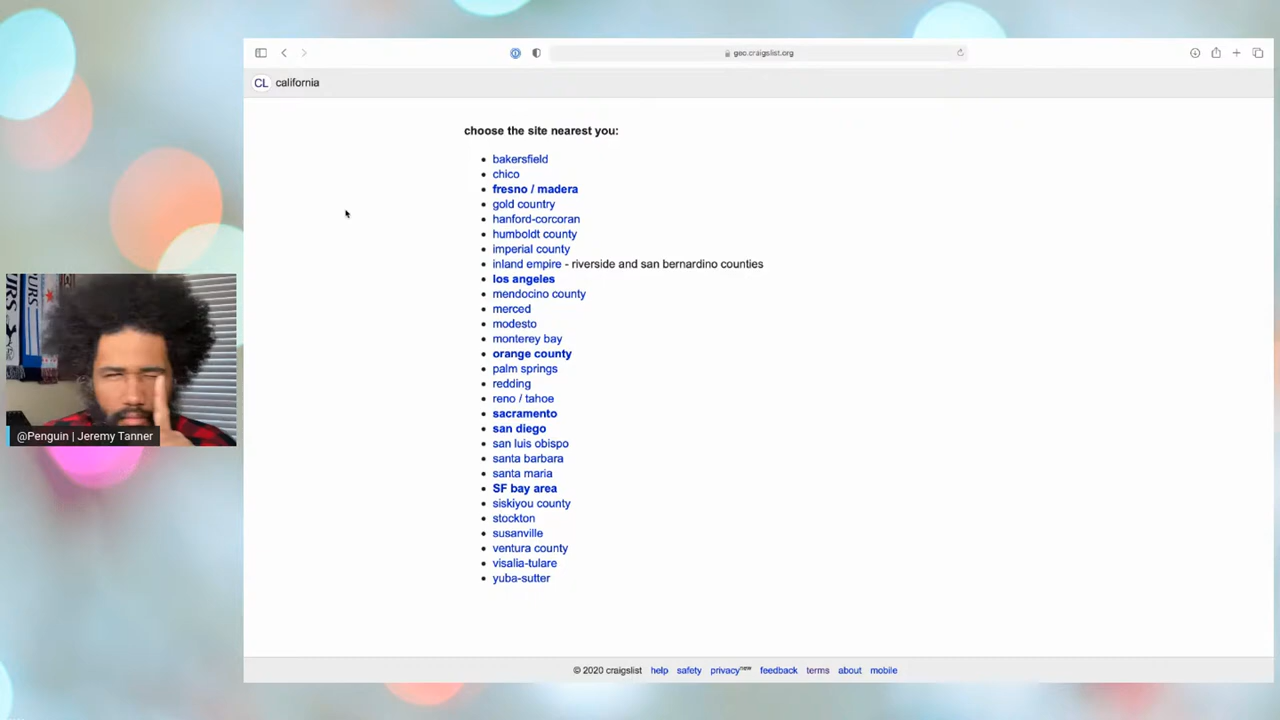 geo.craigslist.org
CL california
choose the site nearest you:
bakersfield
chico
fresno / madera
gold country
hanford-corcoran
humboldt county
imperial county
inland empire - riverside and san bernardino counties
los angeles
mendocino county
merced
modesto
monterey bay
orange county
palm springs
redding
reno / tahoe
sacramento
san diego
san luis obispo
santa barbara
santa maria
SF bay area
siskiyou county
stockton
susanville
ventura county
visalia-tulare
yuba-sutter
© 2020 craigslist help safety privacy new feedback terms about mobile
@Penguin | Jeremy Tanner